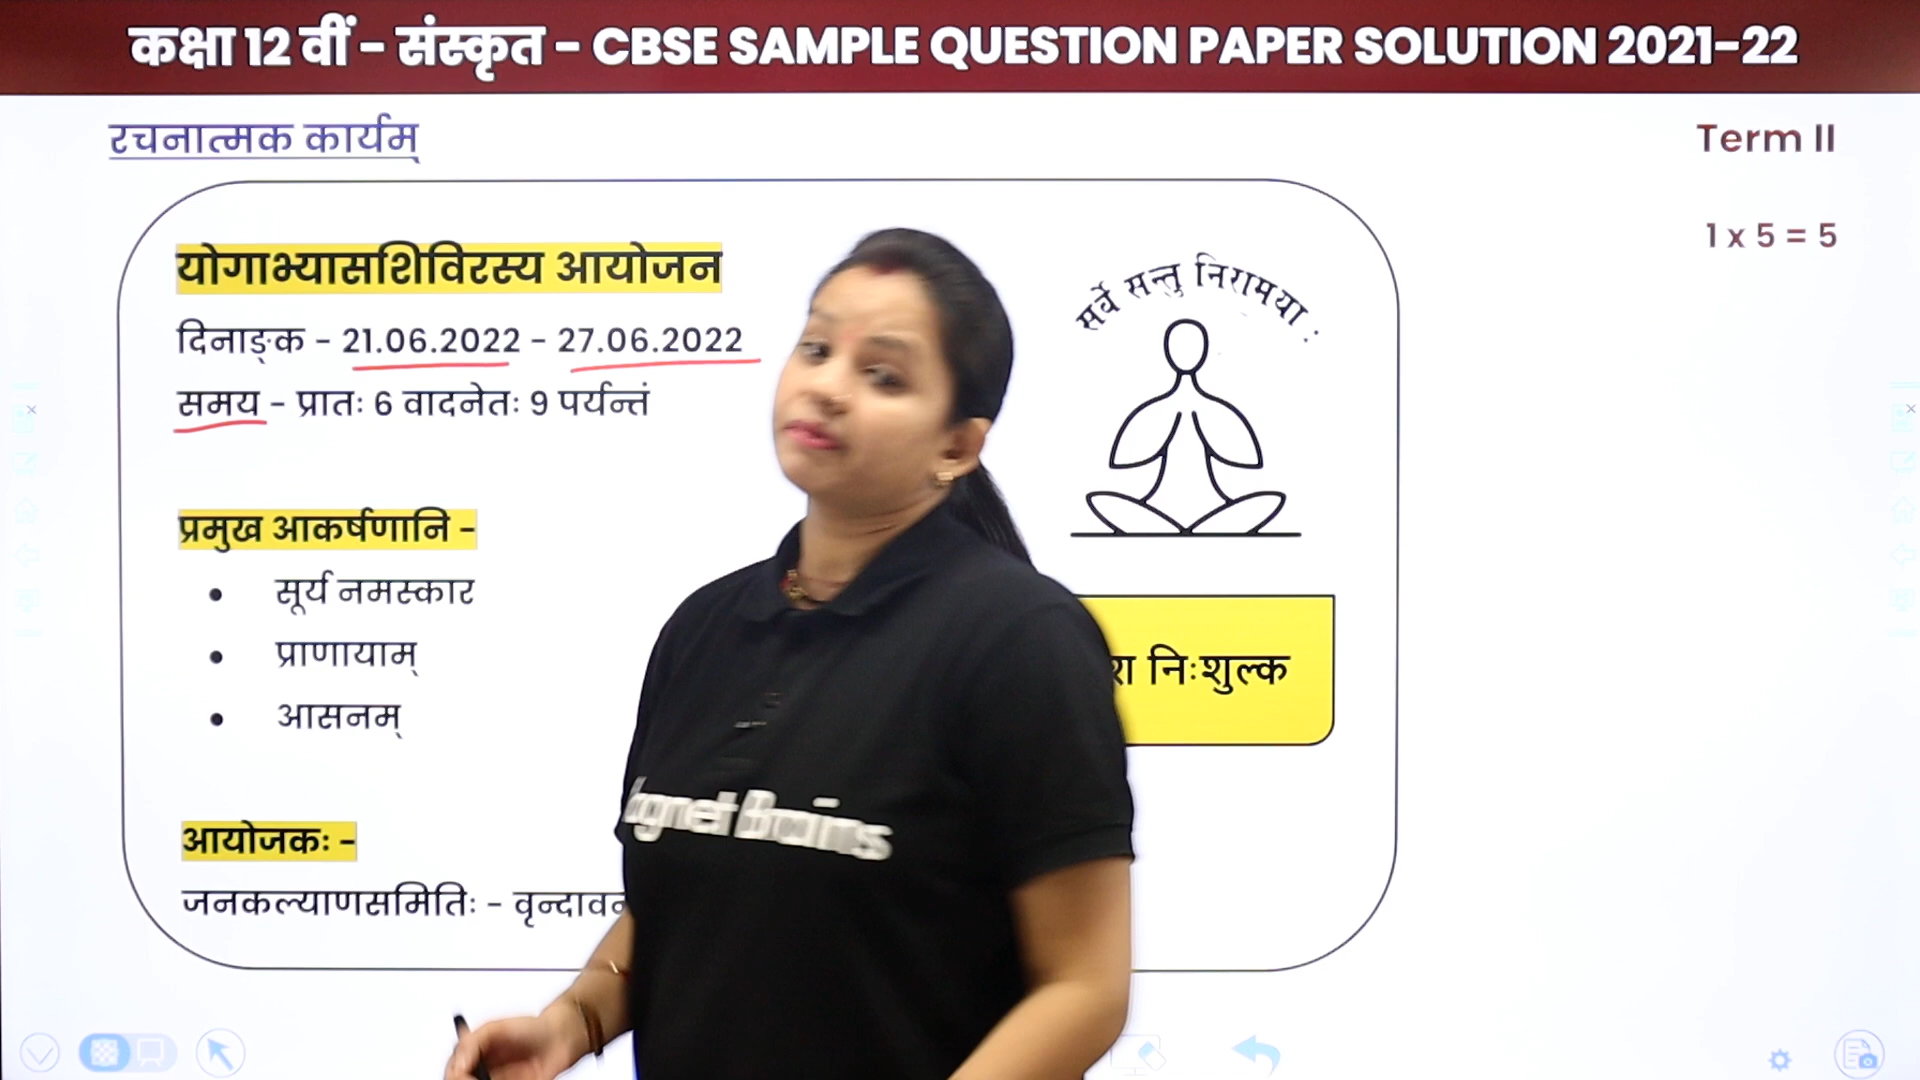 कक्षा 12 वीं - संस्कृत - CBSE SAMPLE QUESTION PAPER SOLUTION 2021-22
रचनात्मक कार्यम्
Term II
1 x 5 = 5
योगाभ्यासशिविरस्य आयोजन
दिनाङ्क - 21.06.2022 - 27.06.2022
समय - प्रातः 6 वादनेतः 9 पर्यन्तं
सर्वे सन्तु निरामयाः
प्रमुख आकर्षणानि -
• सूर्य नमस्कार
• प्राणायाम्
• आसनम्
निःशुल्क
आयोजकः -
जनकल्याणसमितिः -
Brains